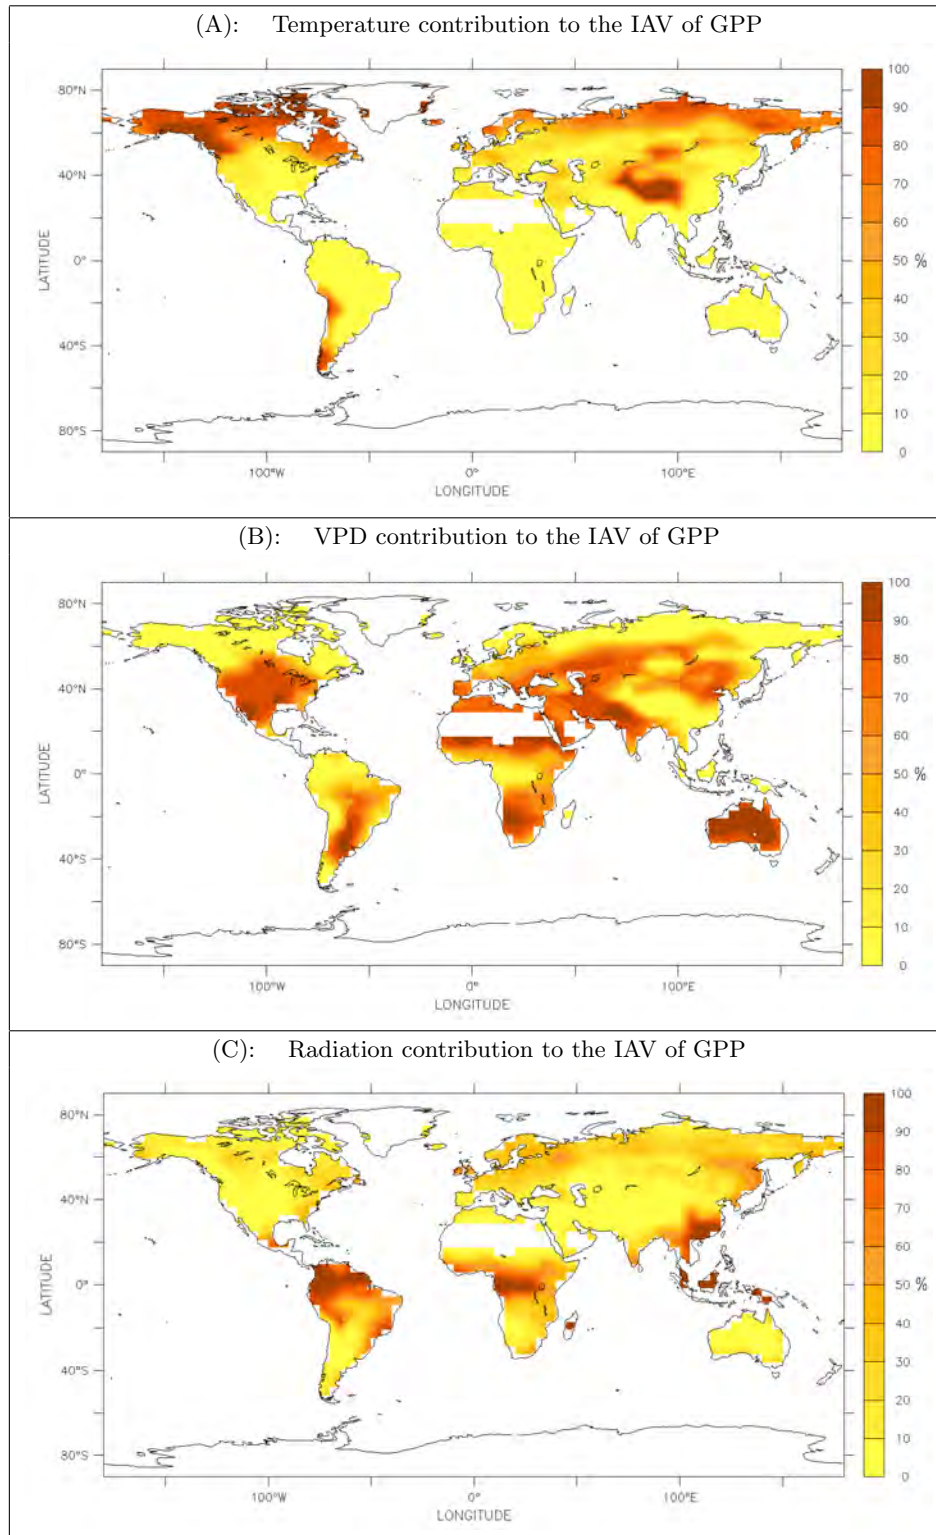 (A): Temperature contribution to the IAV of GPP
80°N
40°N
0°
40°S
80°S
LATITUDE
100°W
0°
100°E
LONGITUDE
100
90
80
70
60
50
40
30
20
10
0
%
(B): VPD contribution to the IAV of GPP
80°N
40°N
0°
40°S
80°S
LATITUDE
100°W
0°
100°E
LONGITUDE
100
90
80
70
60
50
40
30
20
10
0
%
(C): Radiation contribution to the IAV of GPP
80°N
40°N
0°
40°S
80°S
LATITUDE
100°W
0°
100°E
LONGITUDE
100
90
80
70
60
50
40
30
20
10
0
%